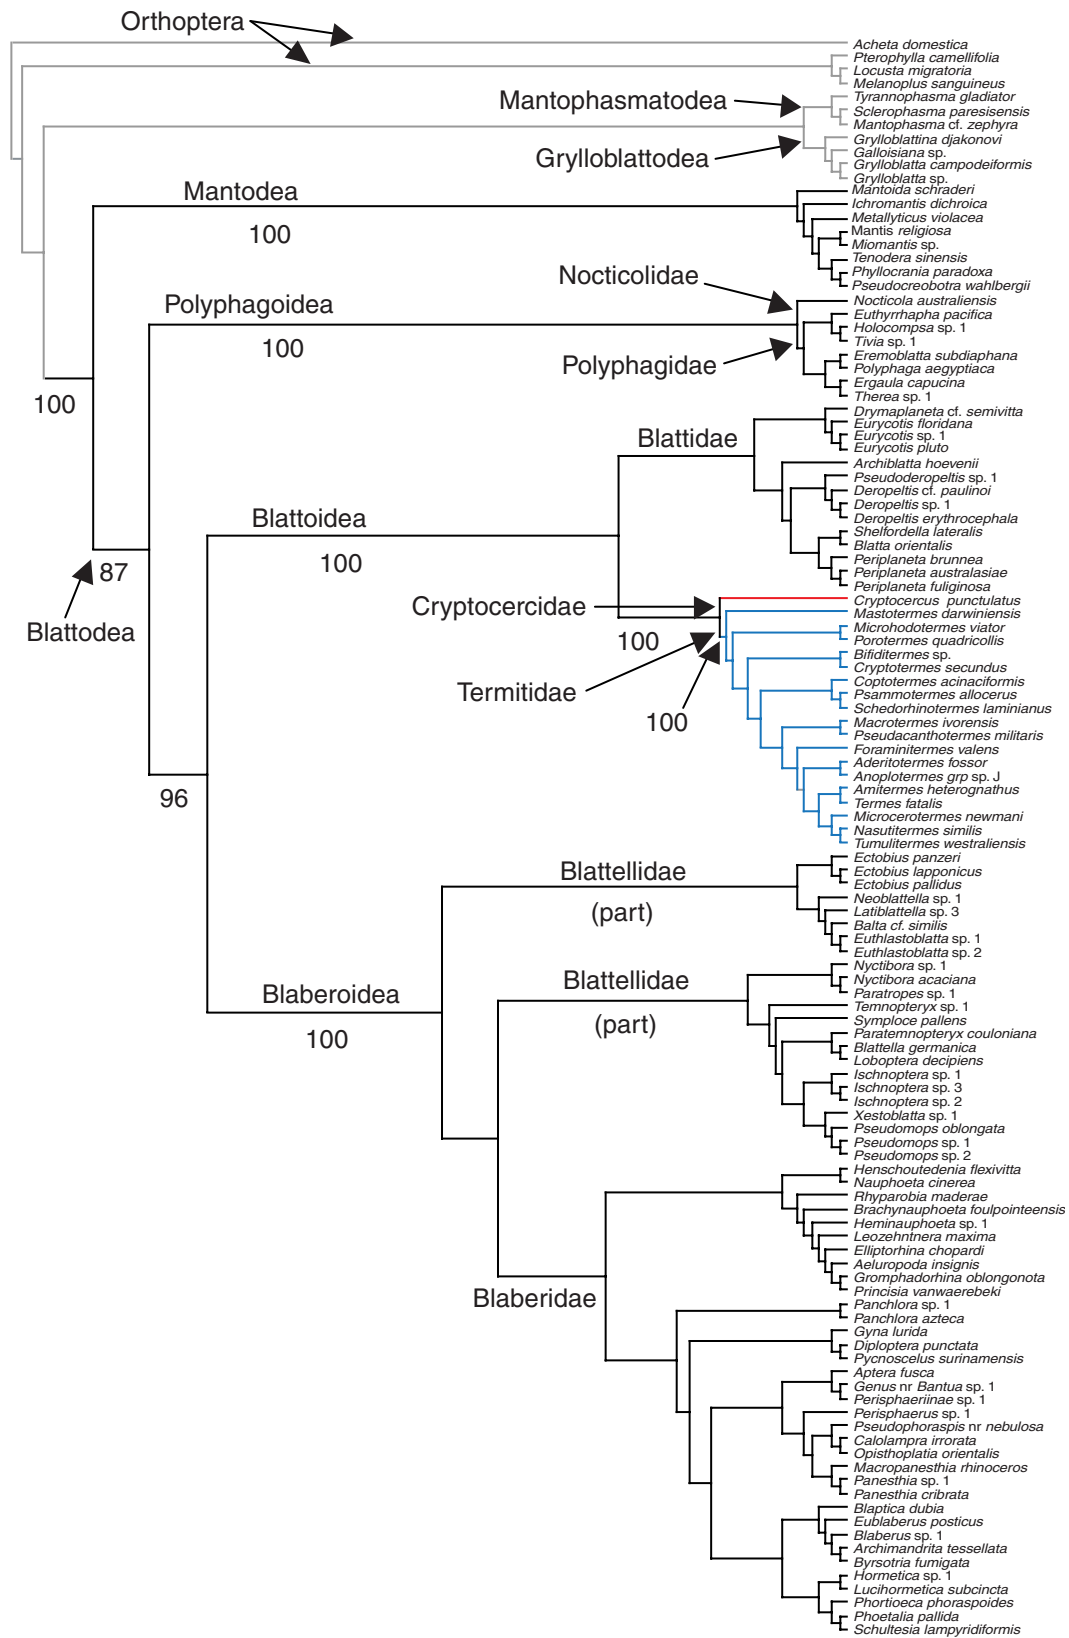 Orthoptera
Acheta domestica
Pterophylla camellifolia
Locusta migratoria
Melanoplus sanguineus
Mantophasmatodea
Tyrannophasma gladiator
Sclerophasma paresisensis
Mantophasma cf. zephyra
Grylloblattodea
Grylloblattina djakonovi
Galloisiana sp.
Grylloblatta campodeiformis
Grylloblatta sp.
Mantodea
100
Mantoida schraderi
Ichromantis dichroica
Metallyticus violacea
Mantis religiosa
Miomantis sp.
Tenodera sinensis
Phyllocrania paradoxa
Pseudocreobotra wahlbergii
Nocticolidae
Polyphagoidea
100
Polyphagidae
Nocticola australiensis
Euthyrrhapha pacifica
Holocompsa sp. 1
Tivia sp. 1
Eremoblatta subdiaphana
Polyphaga aegyptiaca
Ergaula capucina
Therea sp. 1
100
Blattidae
Drymaplaneta cf. semivitta
Eurycotis floridana
Eurycotis sp. 1
Eurycotis pluto
Archiblatta hoevenii
Pseudoderopeltis sp. 1
Deropeltis cf. paulinoi
Deropeltis sp. 1
Deropeltis erythrocephala
Shelfordella lateralis
Blatta orientalis
Periplaneta brunnea
Periplaneta australasiae
Periplaneta fuliginosa
Blattoidea
100
87
Blattodea
Cryptocercidae
100
Termitidae
100
Cryptocercus punctulatus
Mastotermes darwiniensis
Microhodotermes viator
Porotermes quadricollis
Bifiditermes sp.
Cryptotermes secundus
Coptotermes acinaciformis
Psammotermes allocerus
Schedorhinotermes laminianus
Macrotermes ivorensis
Pseudacanthotermes militaris
Foraminitermes valens
Aderitotermes fossor
Anoplotermes grp sp. J
Amitermes heterognathus
Termes fatalis
Microcerotermes newmani
Nasutitermes similis
Tumulitermes westraliensis
96
Blattellidae
(part)
Ectobius panzeri
Ectobius lapponicus
Ectobius pallidus
Neoblattella sp. 1
Latiblattella sp. 3
Balta cf. similis
Euthlastoblatta sp. 1
Euthlastoblatta sp. 2
Blaberoidea
100
Blattellidae
(part)
Nyctibora sp. 1
Nyctibora acaciana
Paratropes sp. 1
Temnopteryx sp. 1
Symploce pallens
Paratemnopteryx couloniana
Blattella germanica
Loboptera decipiens
Ischnoptera sp. 1
Ischnoptera sp. 3
Ischnoptera sp. 2
Xestoblatta sp. 1
Pseudomops oblongata
Pseudomops sp. 1
Pseudomops sp. 2
Blaberidae
Henschoutedenia flexivitta
Nauphoeta cinerea
Rhyparobia maderae
Brachynauphoeta foulpointeensis
Heminauphoeta sp. 1
Leozehntnera maxima
Elliptorhina chopardi
Aeluropoda insignis
Gromphadorhina oblongonota
Princisia vanwaerebeki
Panchlora sp. 1
Panchlora azteca
Gyna lurida
Diploptera punctata
Pycnoscelus surinamensis
Aptera fusca
Genus nr Bantua sp. 1
Perisphaeriinae sp. 1
Perisphaerus sp. 1
Pseudophoraspis nr nebulosa
Calolampra irrorata
Opisthoplatia orientalis
Macropanesthia rhinoceros
Panesthia sp. 1
Panesthia cribrata
Blaptica dubia
Eublaberus posticus
Blaberus sp. 1
Archimandrita tessellata
Byrsotria fumigata
Hormetica sp. 1
Lucihormetica subcincta
Phortioeca phoraspoides
Phoetalia pallida
Schultesia lampyridiformis